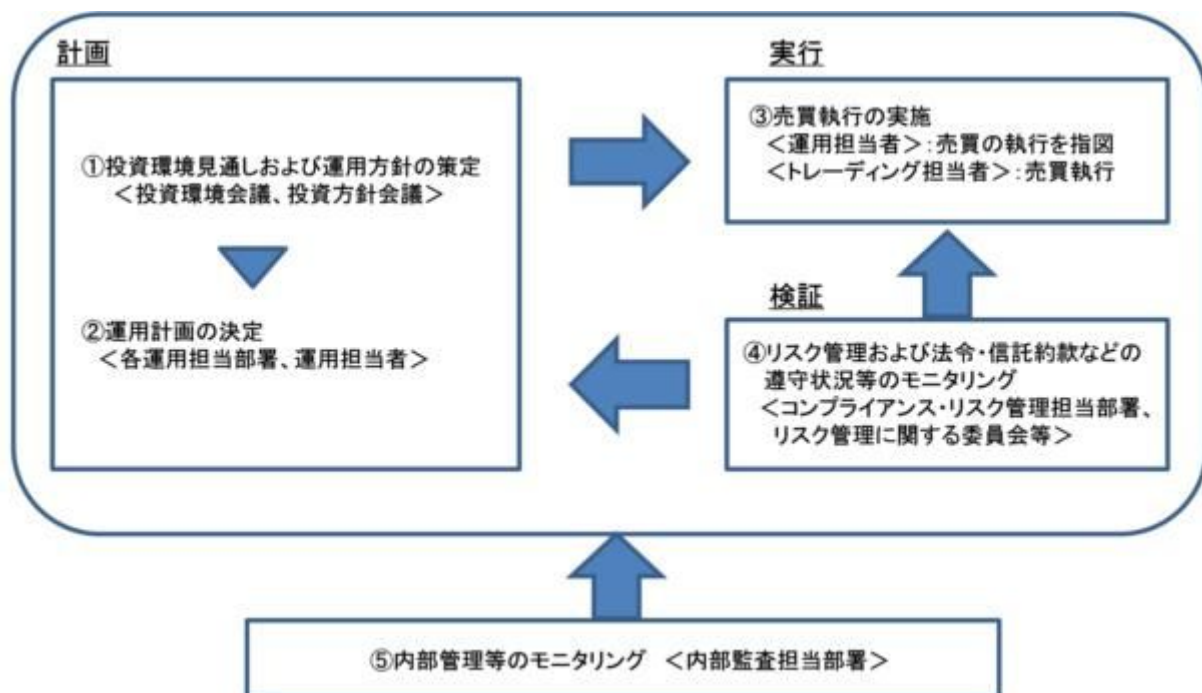 計画
①投資環境見通しおよび運用方針の策定
＜投資環境会議、投資方針会議＞
②運用計画の決定
＜各運用担当部署、運用担当者＞
実行
③売買執行の実施
＜運用担当者＞:売買の執行を指図
＜トレーディング担当者＞:売買執行
検証
④リスク管理および法令・信託約款などの
遵守状況等のモニタリング
＜コンプライアンス・リスク管理担当部署、
リスク管理に関する委員会等＞
⑤内部管理等のモニタリング ＜内部監査担当部署＞